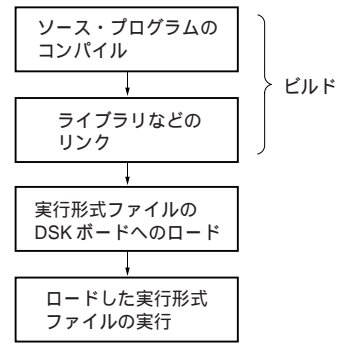 ソース・プログラムの
コンパイル
ビルド
ライブラリなどの
リンク
実行形式ファイルの
DSKボードへのロード
ロードした実行形式
ファイルの実行